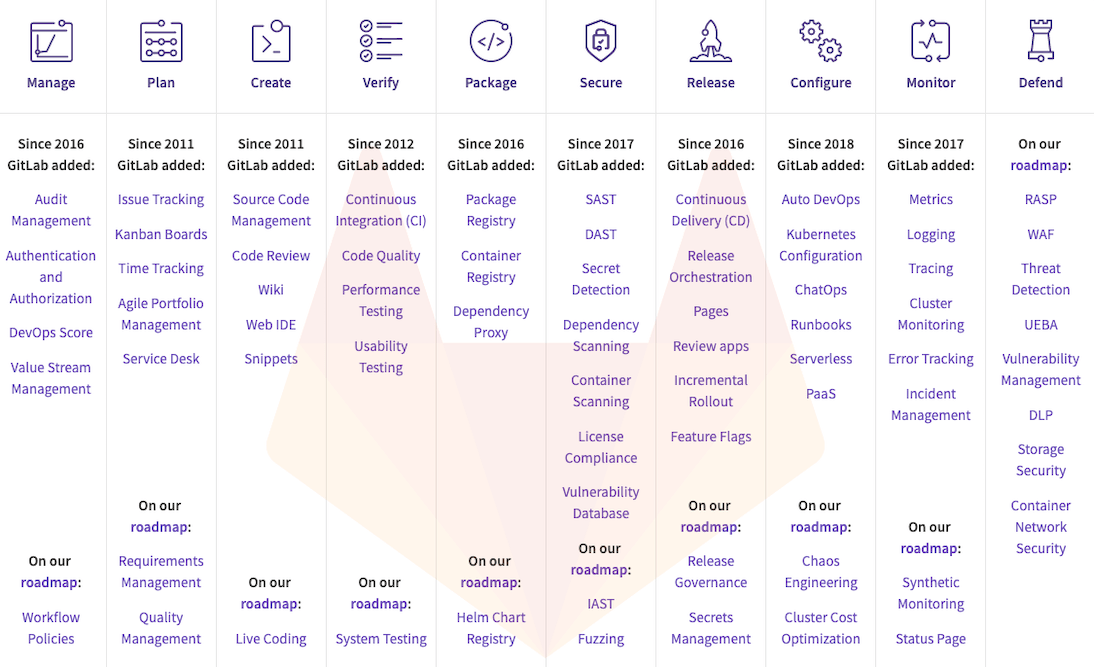 Manage
Since 2016
GitLab added:
Audit
Management
Authentication
and
Authorization
DevOps Score
Value Stream
Management
On our
roadmap:
Workflow
Policies
Plan
Since 2011
GitLab added:
Issue Tracking
Kanban Boards
Time Tracking
Agile Portfolio
Management
Service Desk
On our
roadmap:
Requirements
Management
Quality
Management
Create
Since 2011
GitLab added:
Source Code
Management
Code Review
Wiki
Web IDE
Snippets
On our
roadmap:
Live Coding
Verify
Since 2012
GitLab added:
Continuous
Integration (CI)
Code Quality
Performance
Testing
Usability
Testing
On our
roadmap:
System Testing
Package
Since 2016
GitLab added:
Package
Registry
Container
Registry
Dependency
Proxy
On our
roadmap:
Helm Chart
Registry
Secure
Since 2017
GitLab added:
SAST
DAST
Secret
Detection
Dependency
Scanning
Container
Scanning
License
Compliance
Vulnerability
Database
On our
roadmap:
IAST
Fuzzing
Release
Since 2016
GitLab added:
Continuous
Delivery (CD)
Release
Orchestration
Pages
Review apps
Incremental
Rollout
Feature Flags
On our
roadmap:
Release
Governance
Secrets
Management
Configure
Since 2018
GitLab added:
Auto DevOps
Kubernetes
Configuration
ChatOps
Runbooks
Serverless
PaaS
On our
roadmap:
Chaos
Engineering
Cluster Cost
Optimization
Monitor
Since 2017
GitLab added:
Metrics
Logging
Tracing
Cluster
Monitoring
Error Tracking
Incident
Management
On our
roadmap:
Synthetic
Monitoring
Status Page
Defend
On our
roadmap:
RASP
WAF
Threat
Detection
UEBA
Vulnerability
Management
DLP
Storage
Security
Container
Network
Security